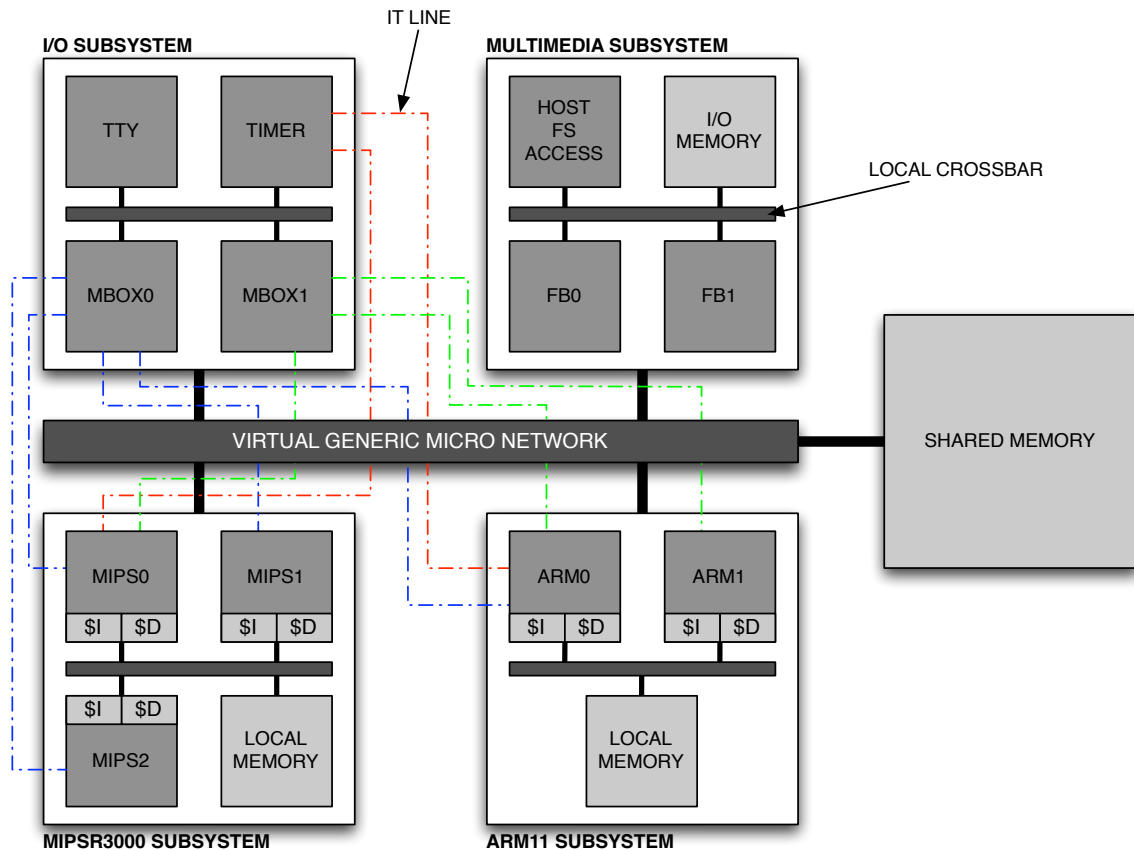 IT LINE
I/O SUBSYSTEM
MULTIMEDIA SUBSYSTEM
TTY
TIMER
HOST
FS
ACCESS
I/O
MEMORY
LOCAL CROSSBAR
MBOX0
MBOX1
FB0
FB1
VIRTUAL GENERIC MICRO NETWORK
SHARED MEMORY
MIPS0
$I
$D
MIPS1
$I
$D
ARM0
$I
$D
ARM1
$I
$D
$I
$D
MIPS2
LOCAL
MEMORY
LOCAL
MEMORY
MIPSR3000 SUBSYSTEM
ARM11 SUBSYSTEM